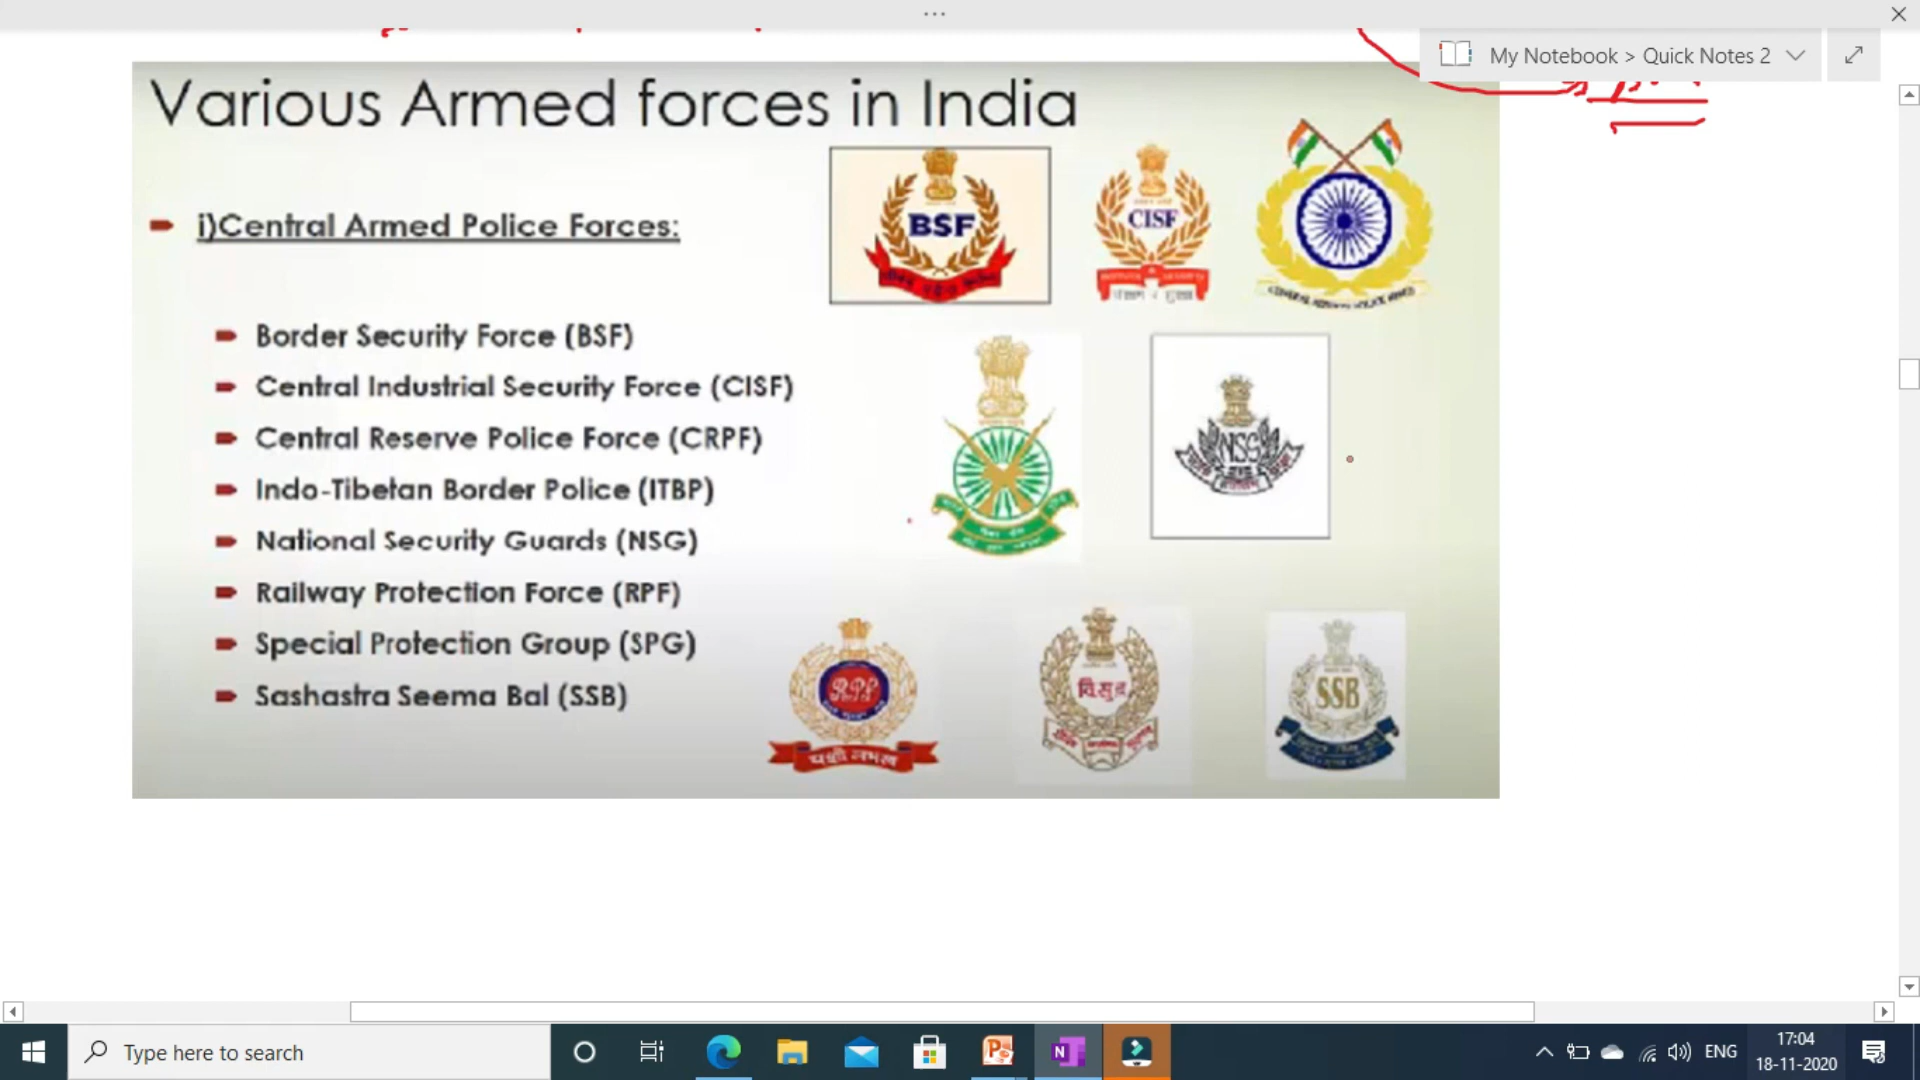 My Notebook > Quick Notes 2
Various Armed forces in India
i)Central Armed Police Forces:
Border Security Force (BSF)
Central Industrial Security Force (CISF)
Central Reserve Police Force (CRPF)
Indo-Tibetan Border Police (ITBP)
National Security Guards (NSG)
Railway Protection Force (RPF)
Special Protection Group (SPG)
Sashastra Seema Bal (SSB)
BSF
CISF
NSG
RPF
वि.सु.द
SSB
Type here to search
ENG
17:04
18-11-2020